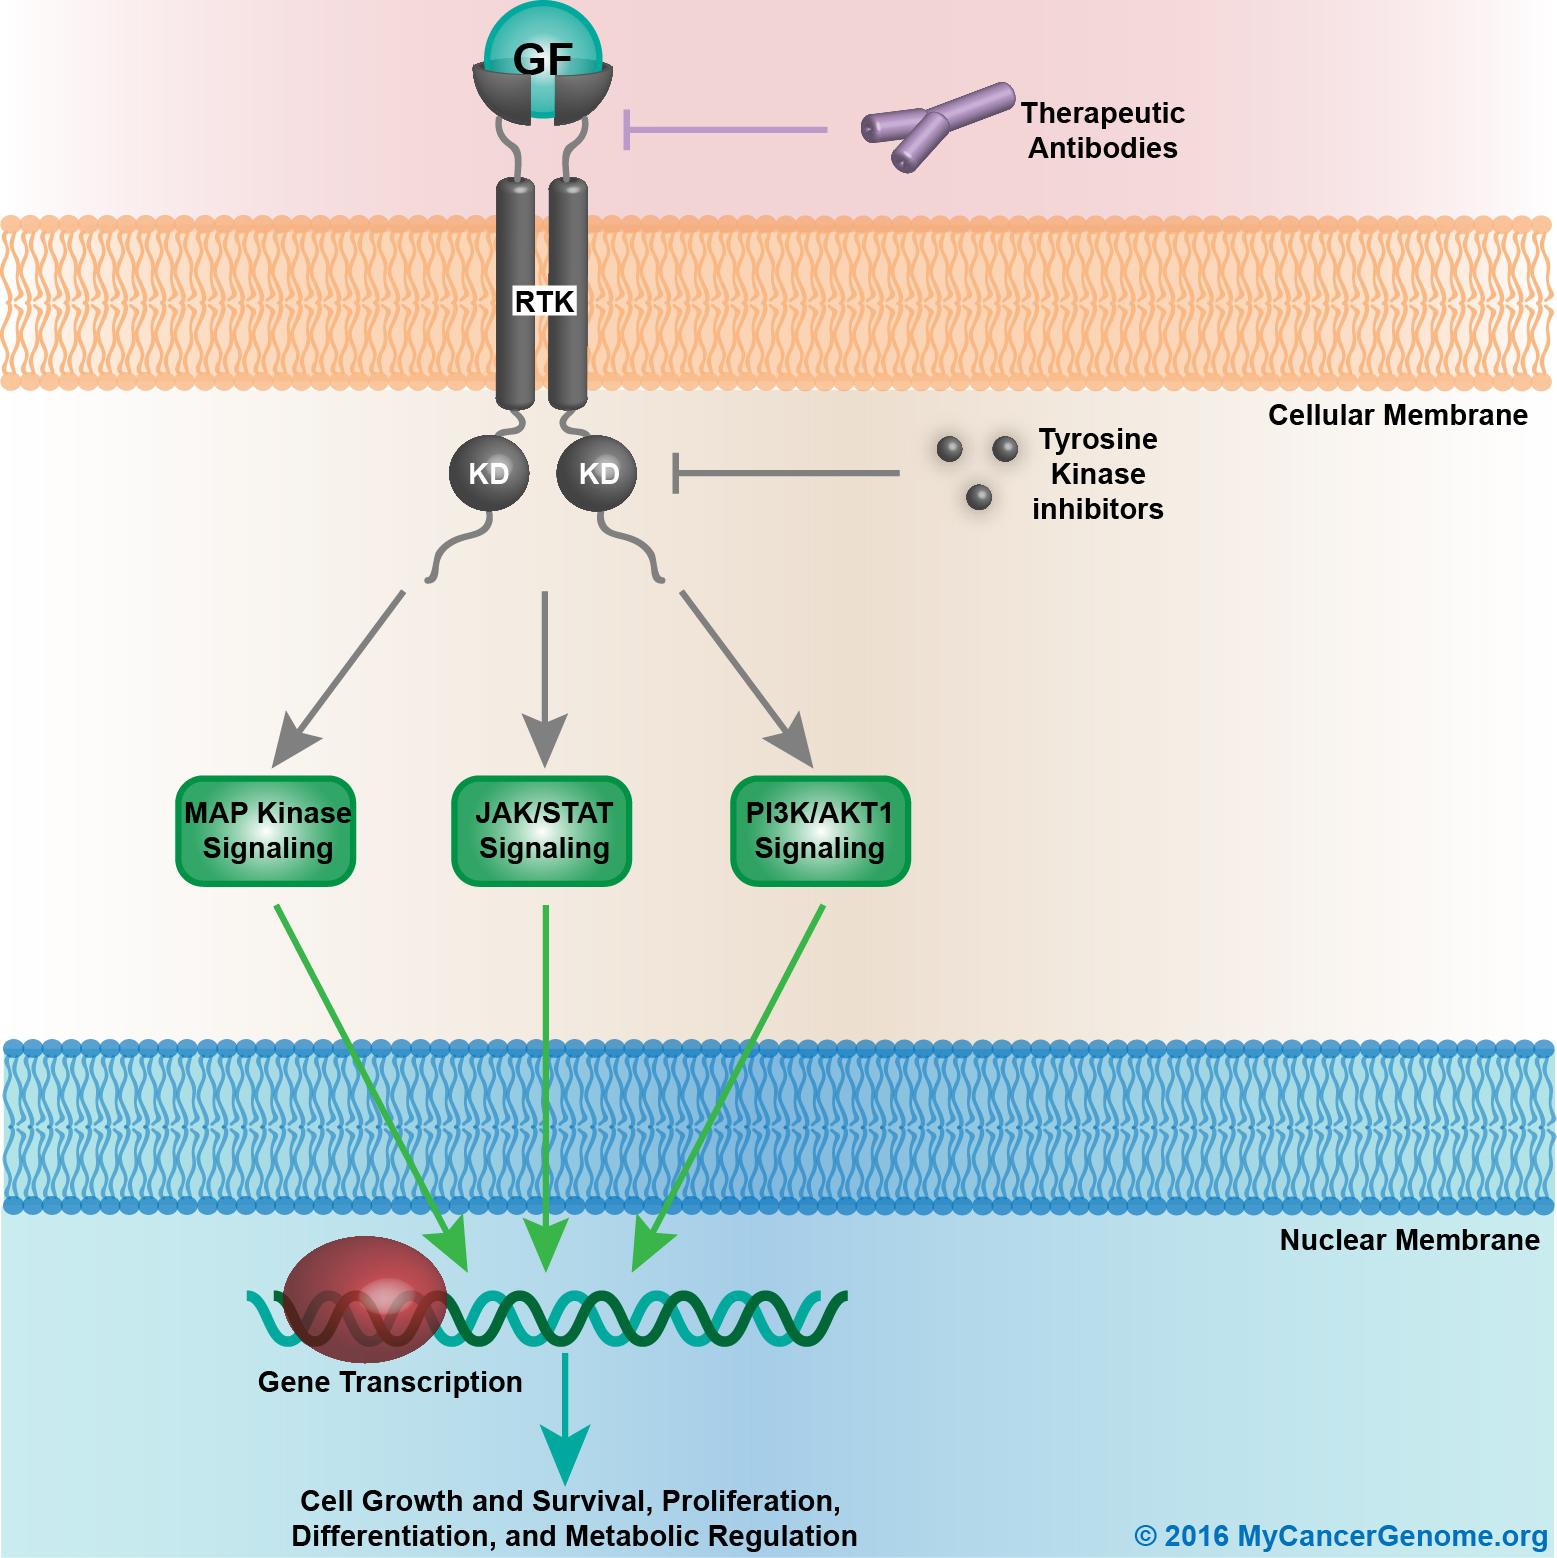 GF
Therapeutic
Antibodies
RTK
Cellular Membrane
KD
KD
Tyrosine
Kinase
inhibitors
MAP Kinase
Signaling
JAK/STAT
Signaling
PI3K/AKT1
Signaling
Nuclear Membrane
Gene Transcription
Cell Growth and Survival, Proliferation,
Differentiation, and Metabolic Regulation
© 2016 MyCancerGenome.org